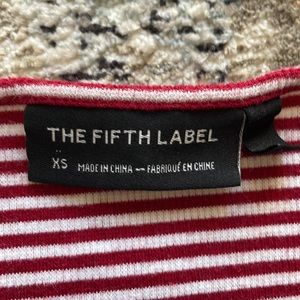 THE FIFTH LABEL
XS MADE IN CHINA — FABRIQUÉ EN CHINE